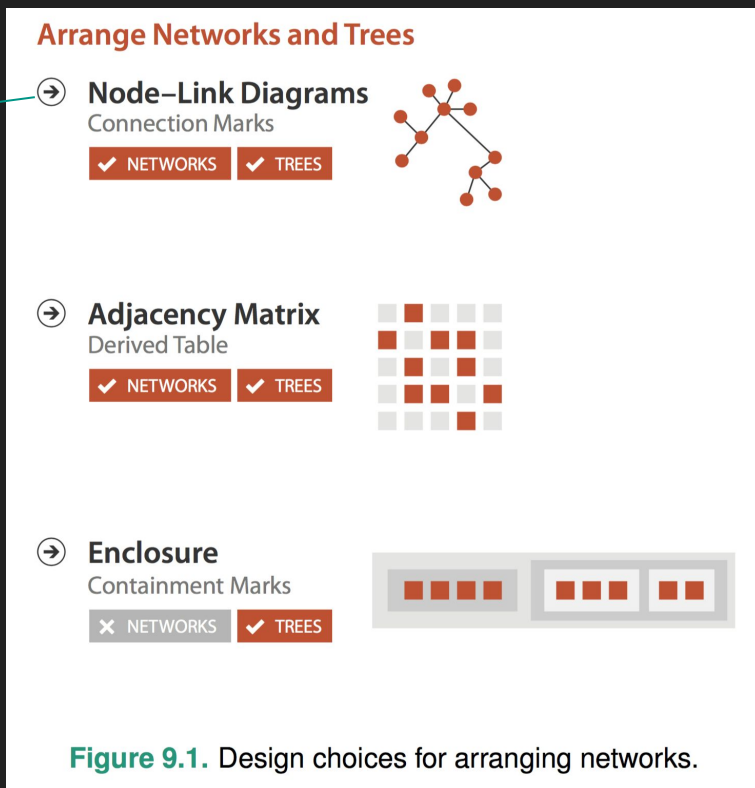 Arrange Networks and Trees
Node–Link Diagrams
Connection Marks
NETWORKS TREES
Adjacency Matrix
Derived Table
NETWORKS TREES
Enclosure
Containment Marks
NETWORKS TREES
Figure 9.1. Design choices for arranging networks.